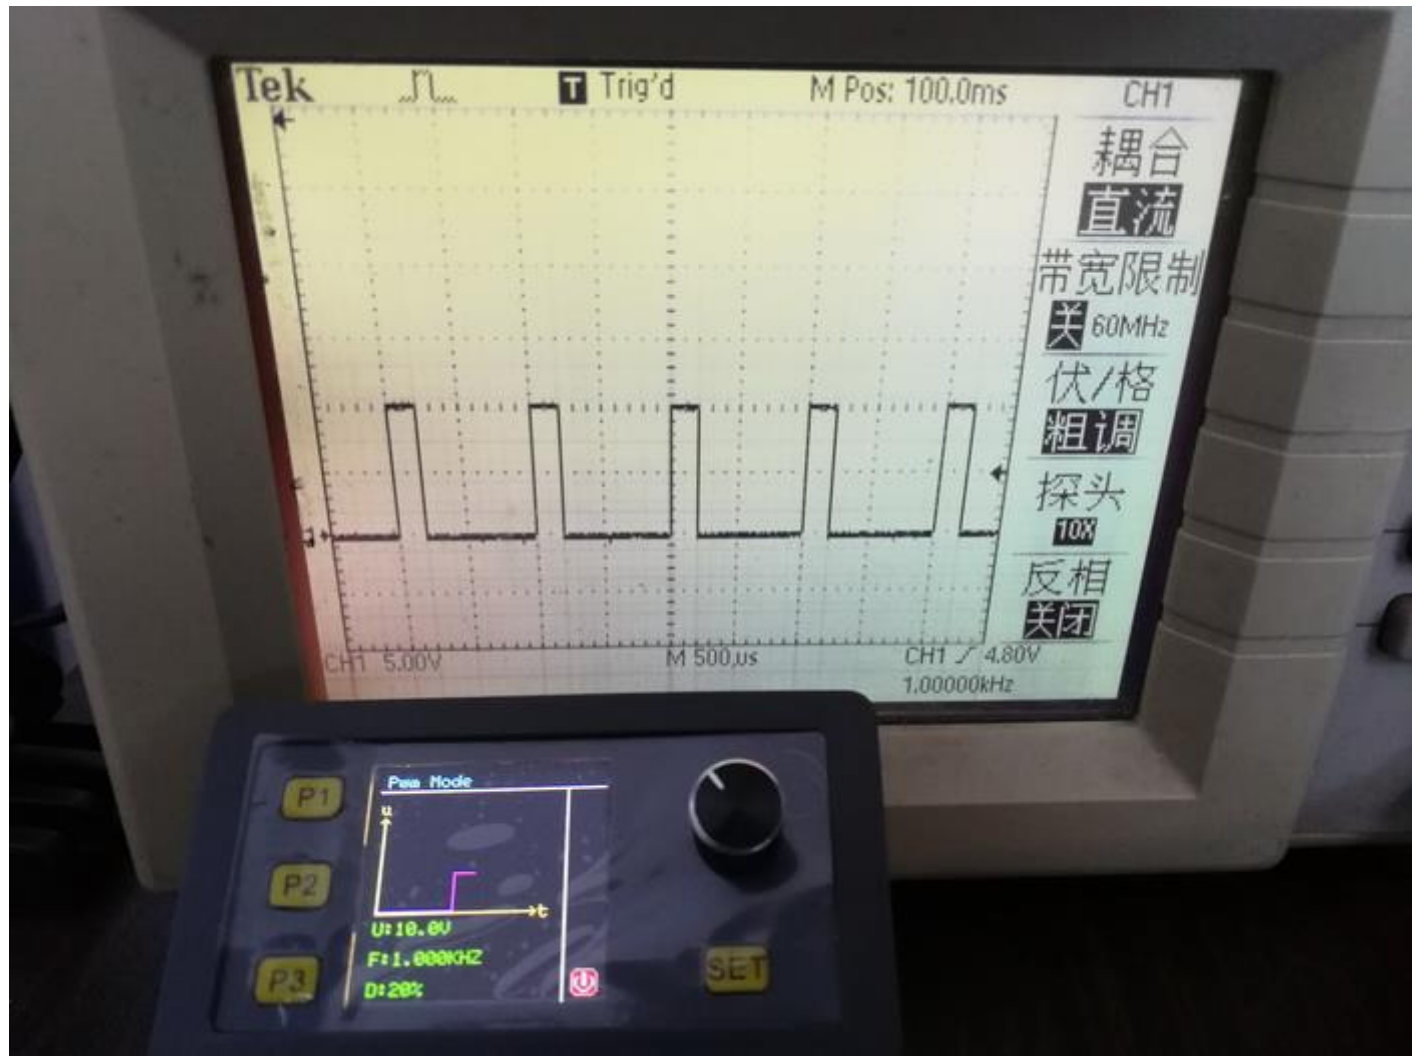 Tek
T Trig'd
M Pos: 100.0ms
CH1
耦合
直流
带宽限制
关 60MHz
伏/格
粗调
探头
10X
反相
关闭
CH1 5.00V
M 500µs
CH1 4.80V
1.00000kHz
P1
P2
P3
Pwm Mode
u
t
U:10.0V
F:1.000KHZ
D:20%
SET